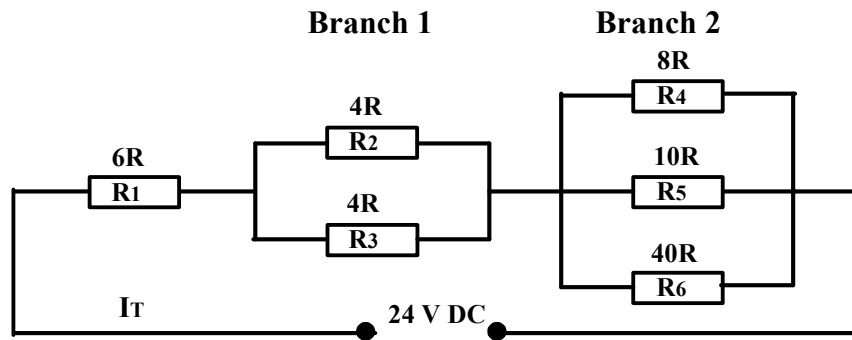 Branch 1 Branch 2
8R
R4
4R
R2
6R
R1
10R
R5
4R
R3
40R
R6
IT
24 V DC